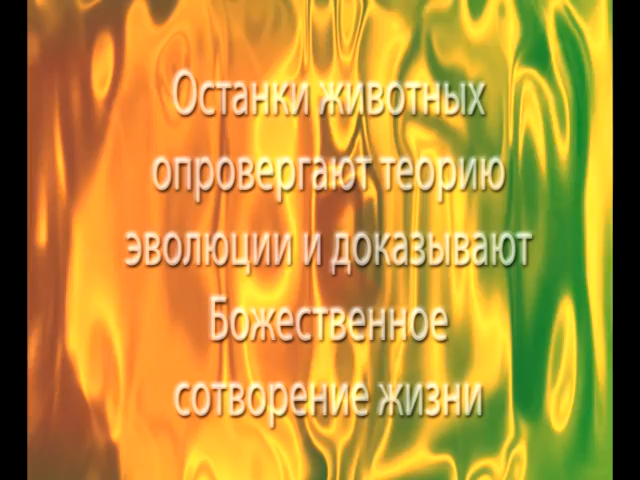 Останки животных
опровергают теорию
эволюции и доказывают
Божественное
сотворение жизни